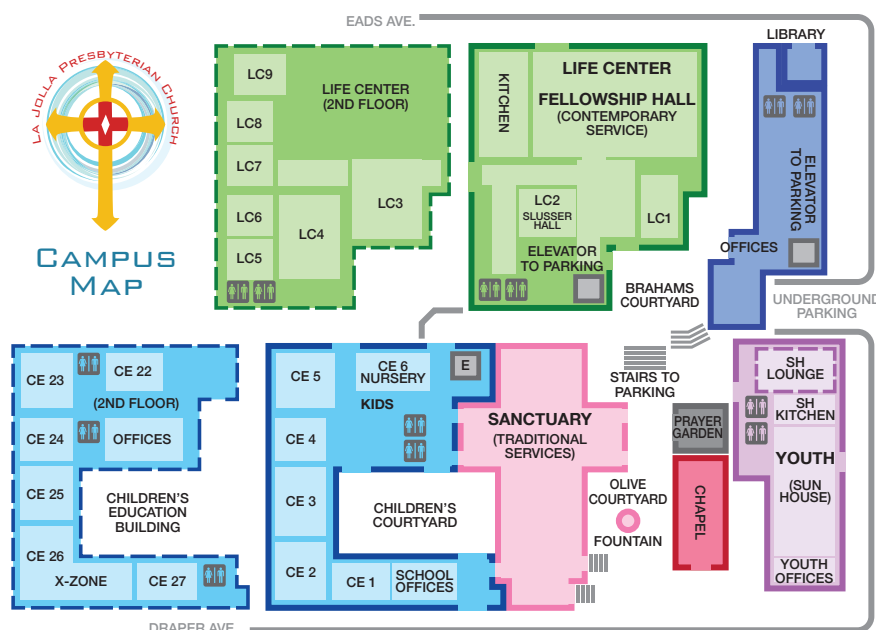 LA JOLLA PRESBYTERIAN CHURCH
CAMPUS
MAP
EADS AVE.
LC9
LC8
LC7
LC6
LC5
LIFE CENTER
(2ND FLOOR)
LC4
LC3
KITCHEN
LIFE CENTER
FELLOWSHIP HALL
(CONTEMPORARY
SERVICE)
LC2
SLUSSER
HALL
LC1
ELEVATOR
TO PARKING
BRAHAMS
COURTYARD
LIBRARY
ELEVATOR
TO PARKING
OFFICES
UNDERGROUND
PARKING
STAIRS TO
PARKING
CE 23
CE 22
(2ND FLOOR)
CE 24
OFFICES
CE 25
CHILDREN'S
EDUCATION
BUILDING
CE 26
X-ZONE
CE 27
CE 5
CE 6
NURSERY
E
KIDS
CE 4
CE 3
CHILDREN'S
COURTYARD
CE 2
CE 1
SCHOOL
OFFICES
SANCTUARY
(TRADITIONAL
SERVICES)
OLIVE
COURTYARD
FOUNTAIN
PRAYER
GARDEN
CHAPEL
SH
LOUNGE
SH
KITCHEN
YOUTH
(SUN
HOUSE)
YOUTH
OFFICES
DRAPER AVE.